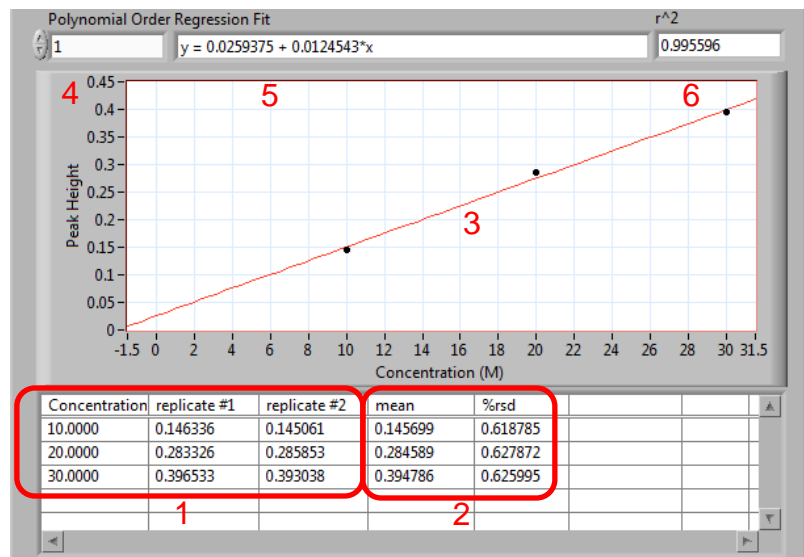 Polynomial Order Regression Fit r^2
1 y = 0.0259375 + 0.0124543*x 0.995596
4 5 6
0.45
0.4
0.35
0.3
0.25
0.2
0.15
0.1
0.05
0
Peak Height
3
-1.5 0 2 4 6 8 10 12 14 16 18 20 22 24 26 28 30 31.5
Concentration (M)
Concentration replicate #1 replicate #2 mean %rsd
10.0000 0.146336 0.145061 0.145699 0.618785
20.0000 0.283326 0.285853 0.284589 0.627872
30.0000 0.396533 0.393038 0.394786 0.625995
1 2